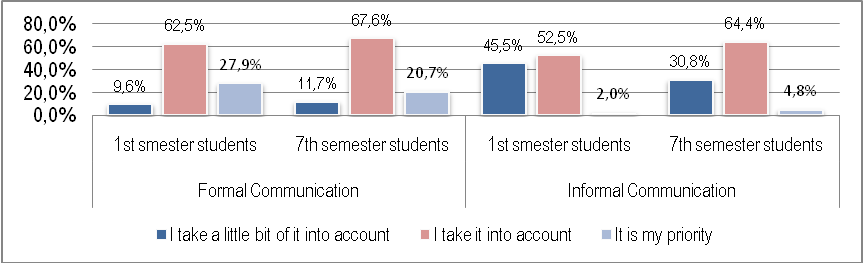 80,0%
60,0%
40,0%
20,0%
0,0%
9,6%
62,5%
27,9%
11,7%
67,6%
20,7%
45,5%
52,5%
2,0%
30,8%
64,4%
4,8%
1st smester students
7th semester students
1st smester students
7th semester students
Formal Communication
Informal Communication
I take a little bit of it into account
I take it into account
It is my priority